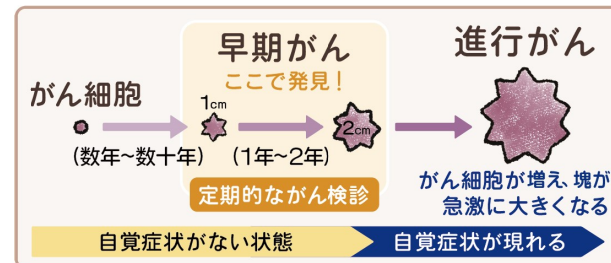 がん細胞
(数年~数十年)
早期がん
ここで発見!
1cm
(1年~2年)
2cm
定期的ながん検診
進行がん
がん細胞が増え、塊が
急激に大きくなる
自覚症状がない状態
自覚症状が現れる